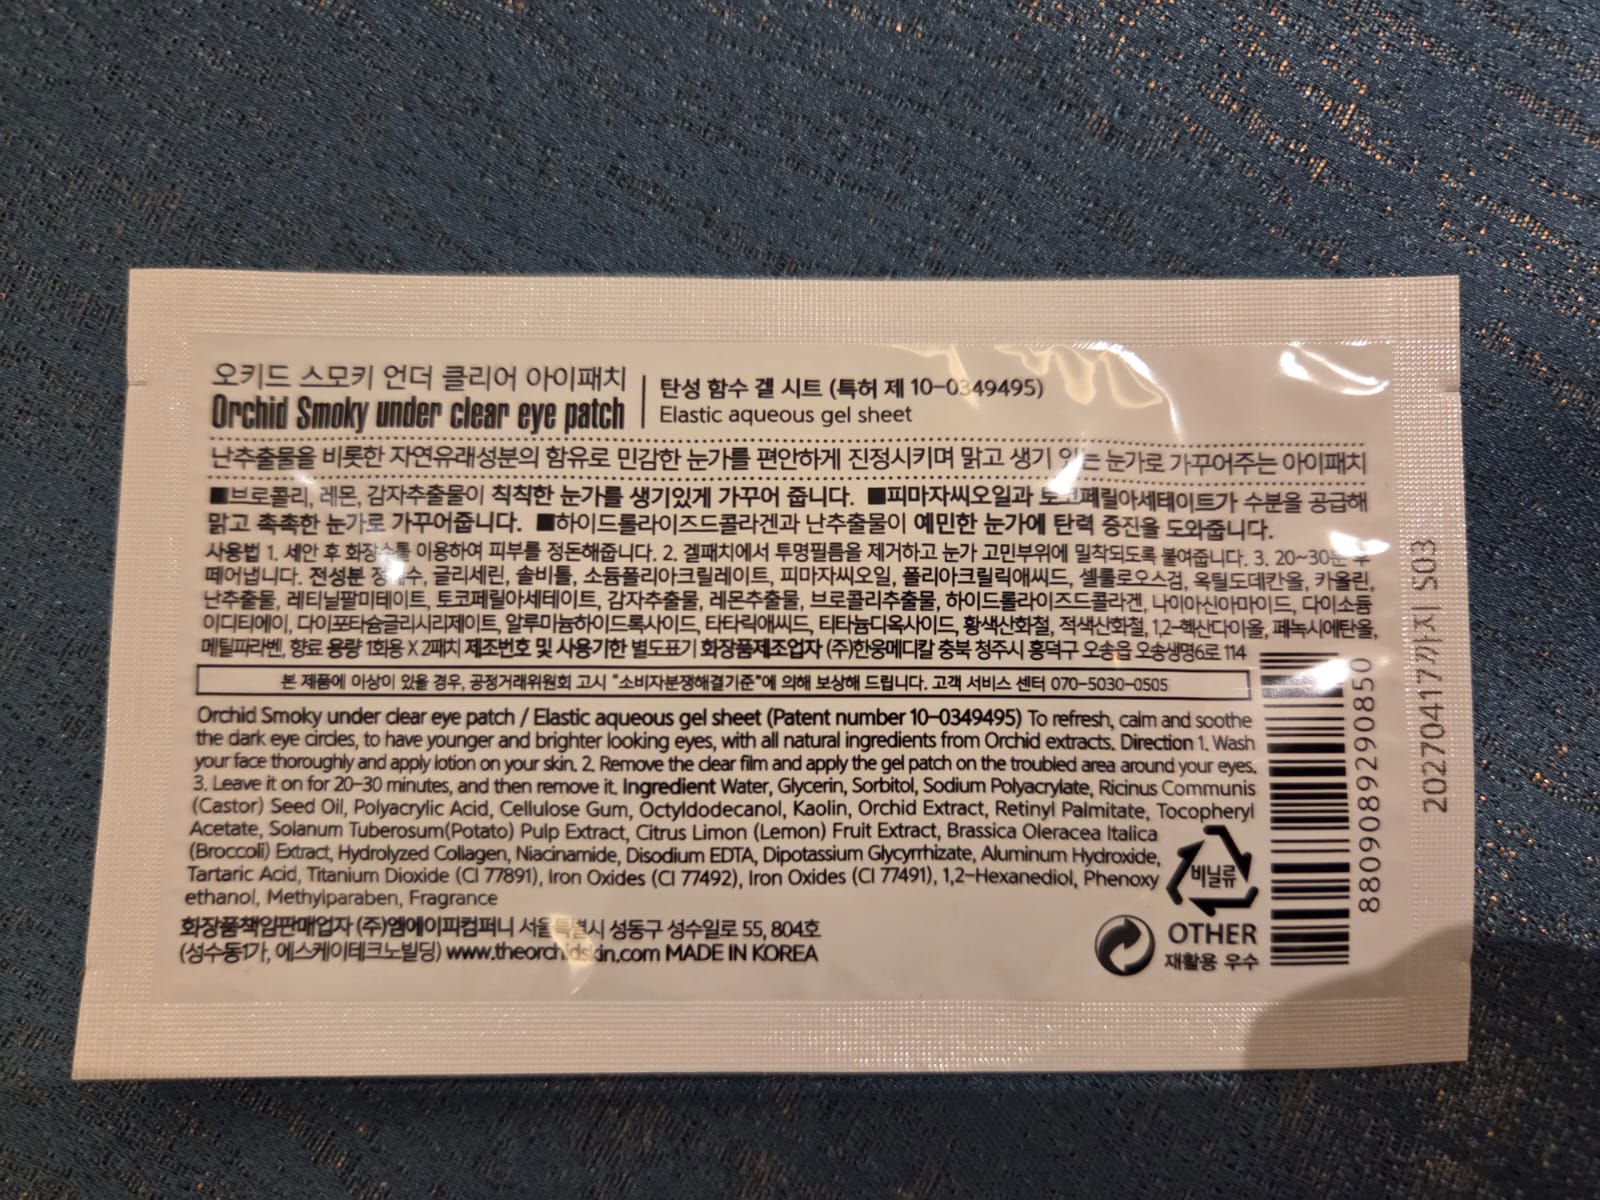 오키드 스모키 언더 클리어 아이패치
Orchid Smoky under clear eye patch
탄성 함수 겔 시트 (특허 제 10-0349495)
Elastic aqueous gel sheet
난추출물을 비롯한 자연유래성분의 함유로 민감한 눈가를 편안하게 진정시키며 맑고 생기 있는 눈가로 가꾸어주는 아이패치
■브로콜리, 레몬, 감자추출물이 칙칙한 눈가를 생기있게 가꾸어 줍니다. ■피마자씨오일과 토코페릴아세테이트가 수분을 공급해
맑고 촉촉한 눈가로 가꾸어줍니다. ■하이드롤라이즈드콜라겐과 난추출물이 예민한 눈가에 탄력 증진을 도와줍니다.
사용법 1. 세안 후 화장수를 이용하여 피부를 정돈해줍니다. 2. 겔패치에서 투명필름을 제거하고 눈가 고민부위에 밀착되도록 붙여줍니다. 3. 20~30분 후
떼어냅니다. 전성분 정제수, 글리세린, 솔비톨, 소듐폴리아크릴레이트, 피마자씨오일, 폴리아크릴릭애씨드, 셀룰로오스검, 옥틸도데칸올, 카올린,
난추출물, 레티닐팔미테이트, 토코페릴아세테이트, 감자추출물, 레몬추출물, 브로콜리추출물, 하이드롤라이즈드콜라겐, 나이아신아마이드, 다이소듐
이디티에이, 다이포타슘글리시리제이트, 알루미늄하이드록사이드, 타타릭애씨드, 티타늄디옥사이드, 황색산화철, 적색산화철, 1,2-헥산다이올, 페녹시에탄올,
메틸파라벤, 향료 용량 1회용 X 2패치 제조번호 및 사용기한 별도표기 화장품제조업자 (주)한웅메디칼 충북 청주시 흥덕구 오송읍 오송생명6로 114
본 제품에 이상이 있을 경우, 공정거래위원회 고시 "소비자분쟁해결기준"에 의해 보상해 드립니다. 고객 서비스 센터 070-5030-0505
Orchid Smoky under clear eye patch / Elastic aqueous gel sheet (Patent number 10-0349495) To refresh, calm and soothe
the dark eye circles, to have younger and brighter looking eyes, with all natural ingredients from Orchid extracts. Direction 1. Wash
your face thoroughly and apply lotion on your skin. 2. Remove the clear film and apply the gel patch on the troubled area around your eyes.
3. Leave it on for 20-30 minutes, and then remove it. Ingredient Water, Glycerin, Sorbitol, Sodium Polyacrylate, Ricinus Communis
(Castor) Seed Oil, Polyacrylic Acid, Cellulose Gum, Octyldodecanol, Kaolin, Orchid Extract, Retinyl Palmitate, Tocopheryl
Acetate, Solanum Tuberosum(Potato) Pulp Extract, Citrus Limon (Lemon) Fruit Extract, Brassica Oleracea Italica
(Broccoli) Extract, Hydrolyzed Collagen, Niacinamide, Disodium EDTA, Dipotassium Glycyrrhizate, Aluminum Hydroxide,
Tartaric Acid, Titanium Dioxide (CI 77891), Iron Oxides (CI 77492), Iron Oxides (CI 77491), 1,2-Hexanediol, Phenoxy
ethanol, Methylparaben, Fragrance
화장품책임판매업자 (주)엠에이피컴퍼니 서울특별시 성동구 성수일로 55, 804호
(성수동1가, 에스케이테크노빌딩) www.theorchidskin.com MADE IN KOREA
비닐류
OTHER
재활용 우수
8809089290850
20270417까지 S03